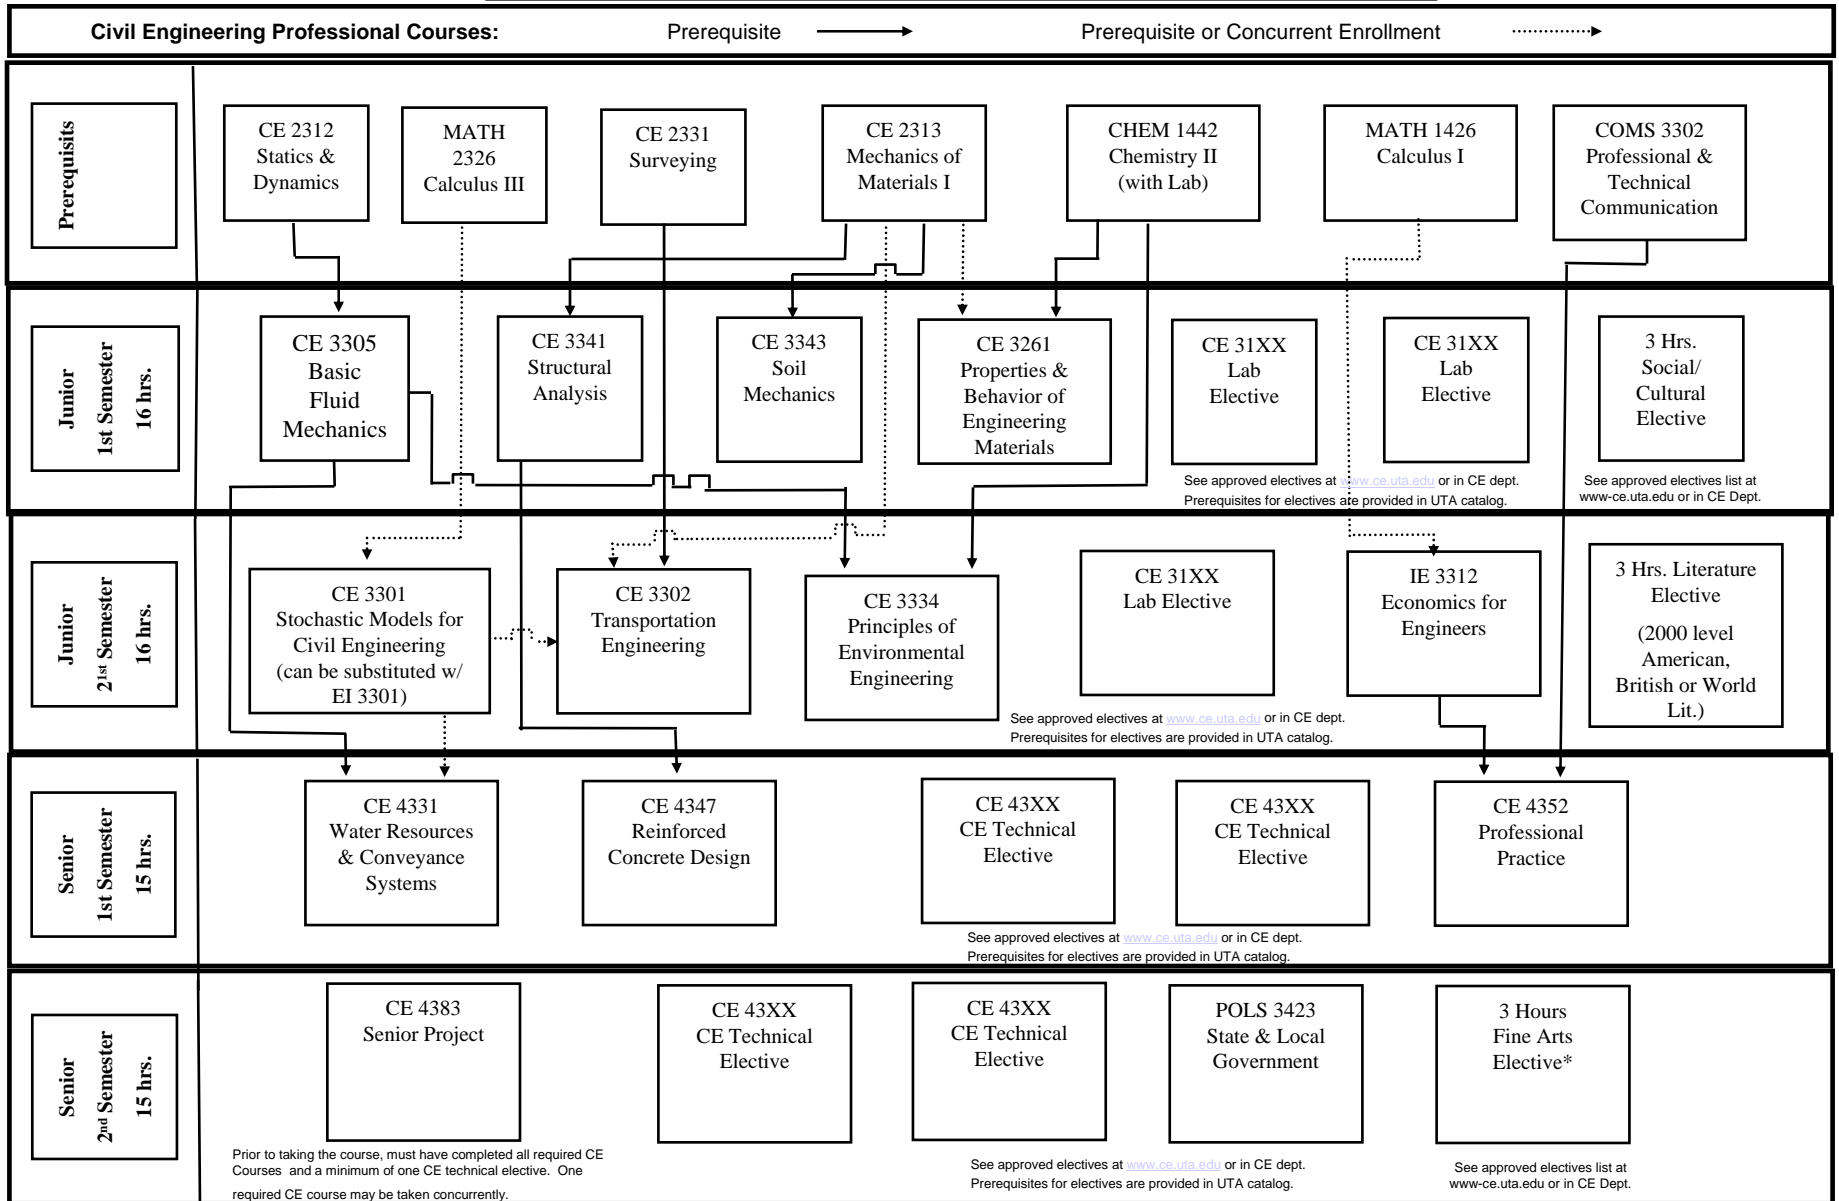 Civil Engineering Professional Courses:
Prerequisite
Prerequisite or Concurrent Enrollment
Prerequisits
CE 2312
Statics &
Dynamics
MATH
2326
Calculus III
CE 2331
Surveying
CE 2313
Mechanics of
Materials I
CHEM 1442
Chemistry II
(with Lab)
MATH 1426
Calculus I
COMS 3302
Professional &
Technical
Communication
Junior
1st Semester
16 hrs.
CE 3305
Basic
Fluid
Mechanics
CE 3341
Structural
Analysis
CE 3343
Soil
Mechanics
CE 3261
Properties &
Behavior of
Engineering
Materials
CE 31XX
Lab
Elective
CE 31XX
Lab
Elective
3 Hrs.
Social/
Cultural
Elective
See approved electives at www.ce.uta.edu or in CE dept.
Prerequisites for electives are provided in UTA catalog.
See approved electives list at
www-ce.uta.edu or in CE Dept.
Junior
21st Semester
16 hrs.
CE 3301
Stochastic Models for
Civil Engineering
(can be substituted w/
EI 3301)
CE 3302
Transportation
Engineering
CE 3334
Principles of
Environmental
Engineering
CE 31XX
Lab Elective
IE 3312
Economics for
Engineers
3 Hrs. Literature
Elective
(2000 level
American,
British or World
Lit.)
See approved electives at www.ce.uta.edu or in CE dept.
Prerequisites for electives are provided in UTA catalog.
Senior
1st Semester
15 hrs.
CE 4331
Water Resources
& Conveyance
Systems
CE 4347
Reinforced
Concrete Design
CE 43XX
CE Technical
Elective
CE 43XX
CE Technical
Elective
CE 4352
Professional
Practice
See approved electives at www.ce.uta.edu or in CE dept.
Prerequisites for electives are provided in UTA catalog.
Senior
2nd Semester
15 hrs.
CE 4383
Senior Project
CE 43XX
CE Technical
Elective
CE 43XX
CE Technical
Elective
POLS 3423
State & Local
Government
3 Hours
Fine Arts
Elective*
Prior to taking the course, must have completed all required CE
Courses and a minimum of one CE technical elective. One
required CE course may be taken concurrently.
See approved electives at www.ce.uta.edu or in CE dept.
Prerequisites for electives are provided in UTA catalog.
See approved electives list at
www-ce.uta.edu or in CE Dept.